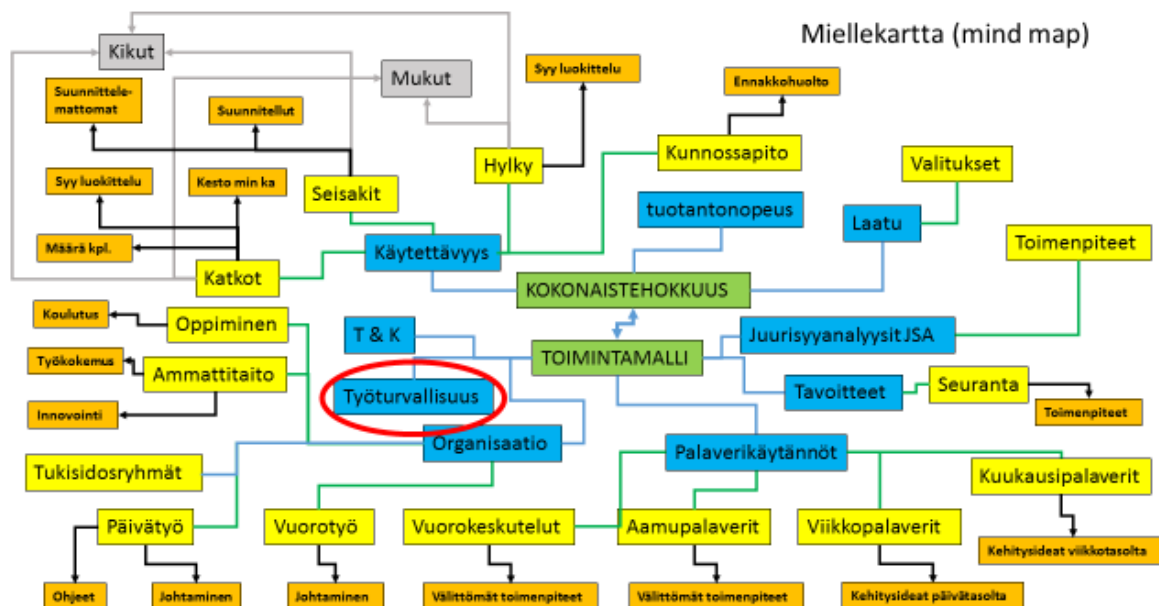 Miellekartta (mind map)
Kikut
Mukut
Syy luokittelu
Ennakkohuolto
Suunnittele-
mattomat
Suunnitellut
Hylky
Kunnossapito
Valitukset
Syy luokittelu
Kesto min ka
Seisakit
tuotantonopeus
Laatu
Määrä kpl.
Käytettävyys
Toimenpiteet
Katkot
KOKONAISTEHOKKUUS
Koulutus
Oppiminen
T & K
Juurisyyanalyysit JSA
TOIMINTAMALLI
Työkokemus
Ammattitaito
Työturvallisuus
Tavoitteet
Seuranta
Innovointi
Toimenpiteet
Organisaatio
Palaverikäytännöt
Tukisidosryhmät
Kuukausipalaverit
Päivätyö
Vuorotyö
Vuorokeskutelut
Aamupalaverit
Viikkopalaverit
Kehitysideat viikkotasolta
Ohjeet
Johtaminen
Johtaminen
Välittömät toimenpiteet
Välittömät toimenpiteet
Kehitysideat päivätasolta